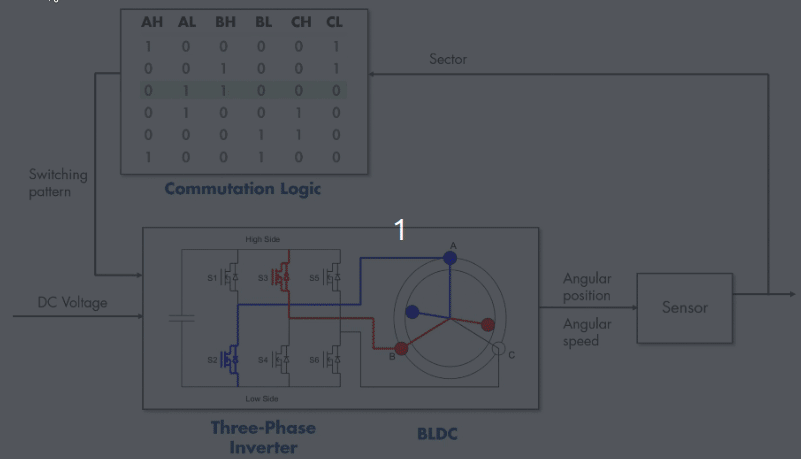 AH AL BH BL CH CL
1 0 0 0 0 1
0 0 1 0 0 1
0 1 1 0 0 0
0 1 0 0 1 0
0 0 0 1 1 0
1 0 0 1 0 0
Commutation Logic
Sector
Switching
pattern
1
High Side
A
S1 S3 S5
DC Voltage
S2 S4 S6
B
C
Low Side
Three-Phase
Inverter
BLDC
Angular
position
Angular
speed
Sensor